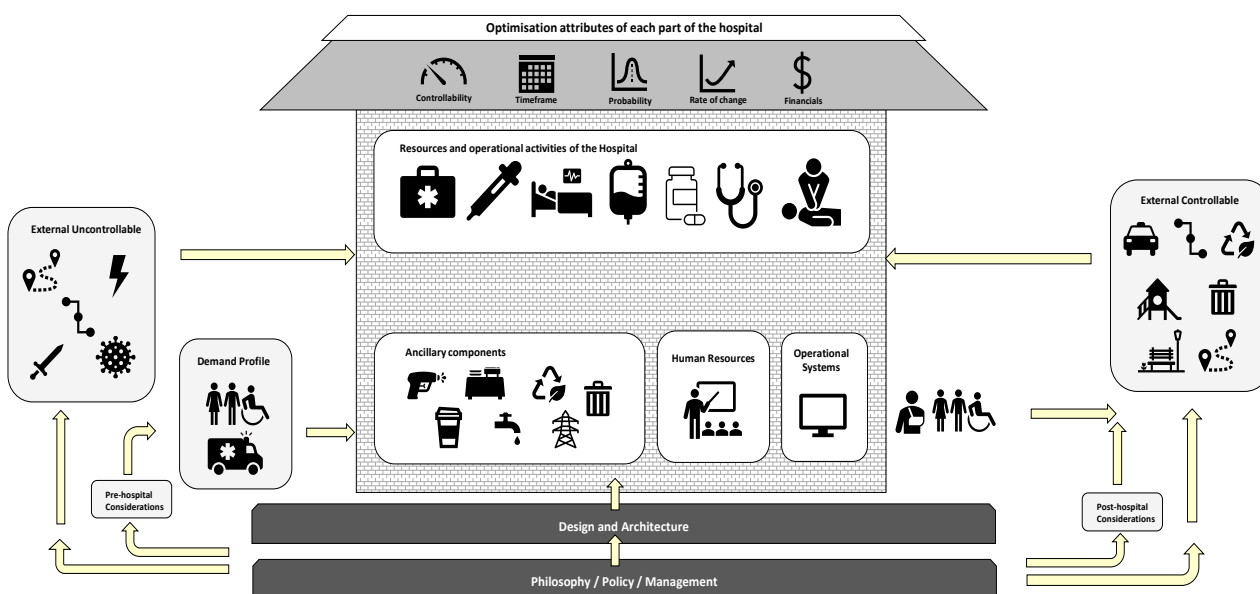 Optimisation attributes of each part of the hospital
Controllability
Timeframe
Probability
Rate of change
Financials
Resources and operational activities of the Hospital
External Uncontrollable
External Controllable
Demand Profile
Ancillary components
Human Resources
Operational
Systems
Pre-hospital
Considerations
Post-hospital
Considerations
Design and Architecture
Philosophy / Policy / Management